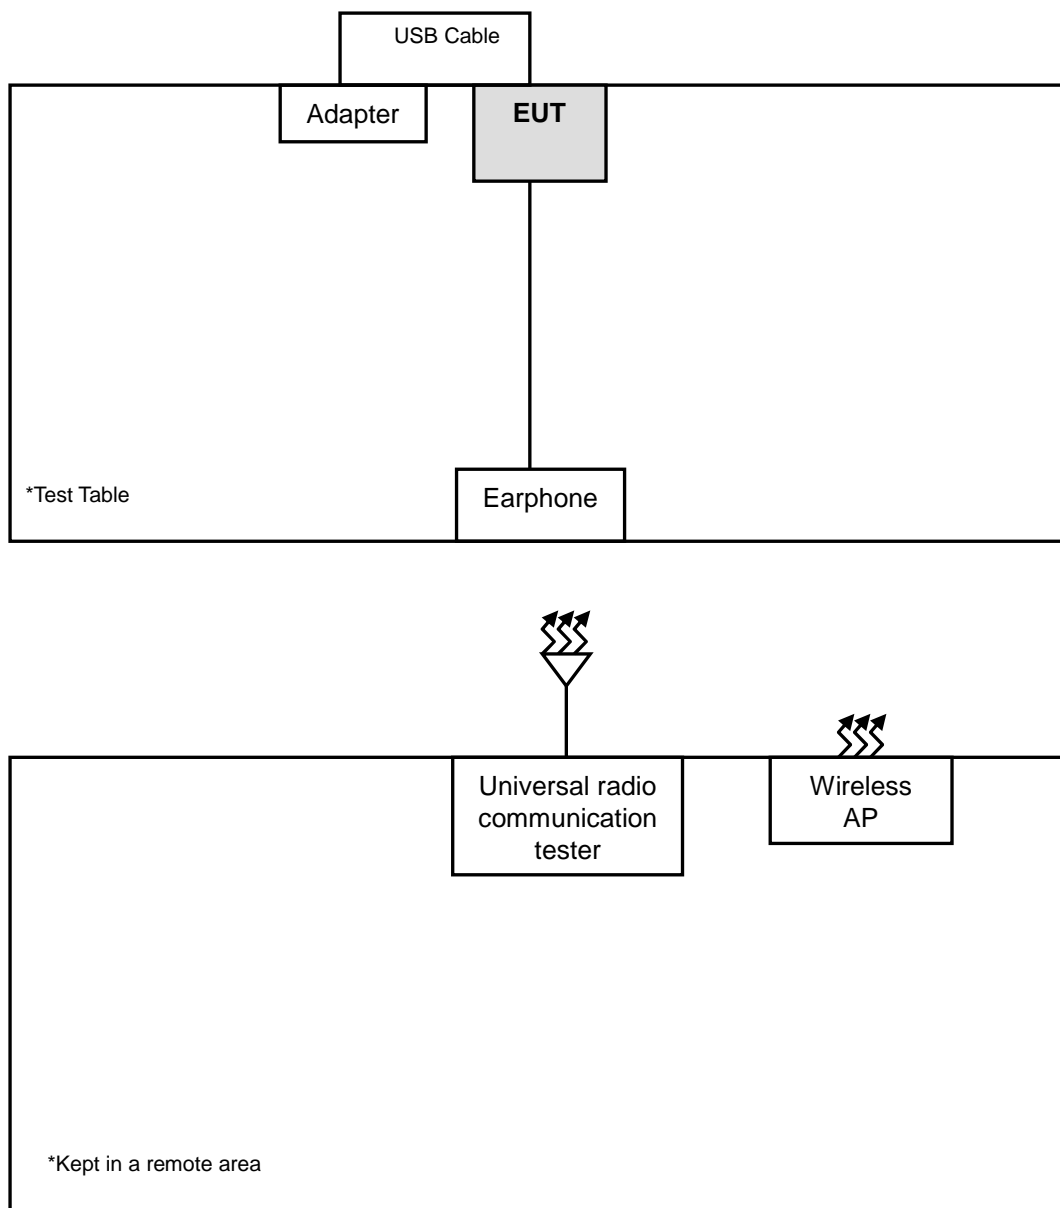 USB Cable
Adapter
EUT
*Test Table
Earphone
Universal radio
communication
tester
Wireless
AP
*Kept in a remote area